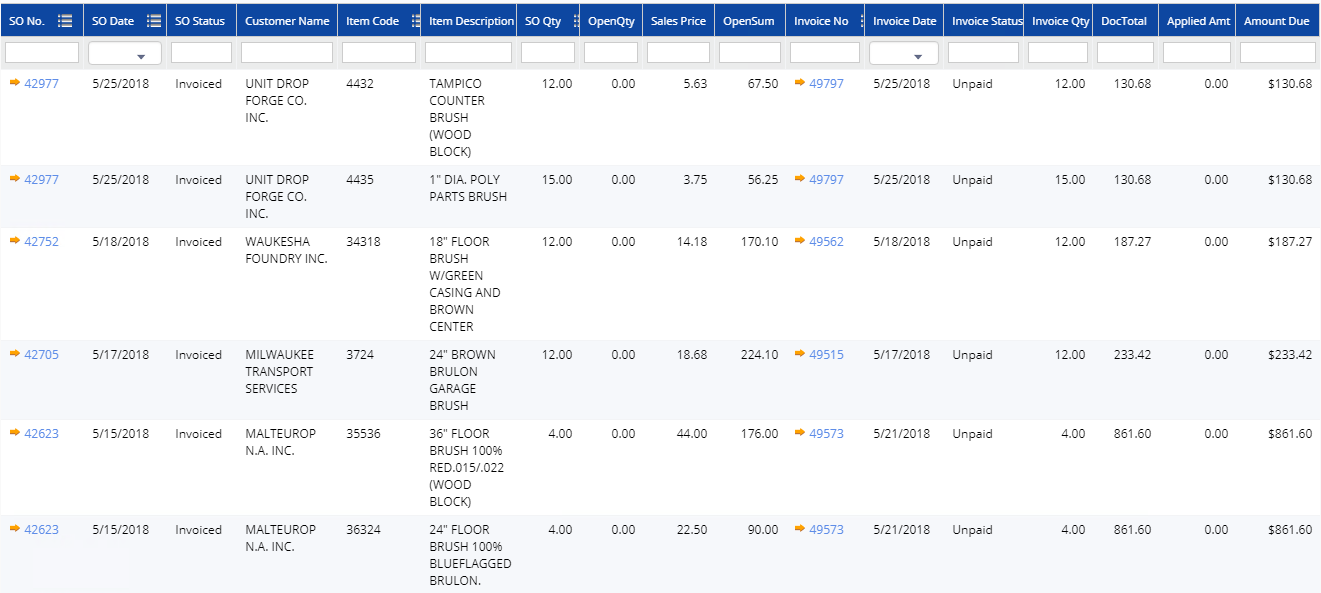 SO No. SO Date SO Status Customer Name Item Code Item Description SO Qty OpenQty Sales Price OpenSum Invoice No Invoice Date Invoice Status Invoice Qty DocTotal Applied Amt Amount Due
42977 5/25/2018 Invoiced UNIT DROP 4432 TAMPICO 12.00 0.00 5.63 67.50 49797 5/25/2018 Unpaid 12.00 130.68 0.00 $130.68
FORGE CO. COUNTER
INC. BRUSH
(WOOD
BLOCK)
42977 5/25/2018 Invoiced UNIT DROP 4435 1" DIA. POLY 15.00 0.00 3.75 56.25 49797 5/25/2018 Unpaid 15.00 130.68 0.00 $130.68
FORGE CO. PARTS BRUSH
INC.
42752 5/18/2018 Invoiced WAUKESHA 34318 18" FLOOR 12.00 0.00 14.18 170.10 49562 5/18/2018 Unpaid 12.00 187.27 0.00 $187.27
FOUNDRY INC. BRUSH
W/GREEN
CASING AND
BROWN
CENTER
42705 5/17/2018 Invoiced MILWAUKEE 3724 24" BROWN 12.00 0.00 18.68 224.10 49515 5/17/2018 Unpaid 12.00 233.42 0.00 $233.42
TRANSPORT BRULON
SERVICES GARAGE
BRUSH
42623 5/15/2018 Invoiced MALTEUROP 35536 36" FLOOR 4.00 0.00 44.00 176.00 49573 5/21/2018 Unpaid 4.00 861.60 0.00 $861.60
N.A. INC. BRUSH 100%
RED.015/.022
(WOOD
BLOCK)
42623 5/15/2018 Invoiced MALTEUROP 36324 24" FLOOR 4.00 0.00 22.50 90.00 49573 5/21/2018 Unpaid 4.00 861.60 0.00 $861.60
N.A. INC. BRUSH 100%
BLUEFLAGGED
BRULON.